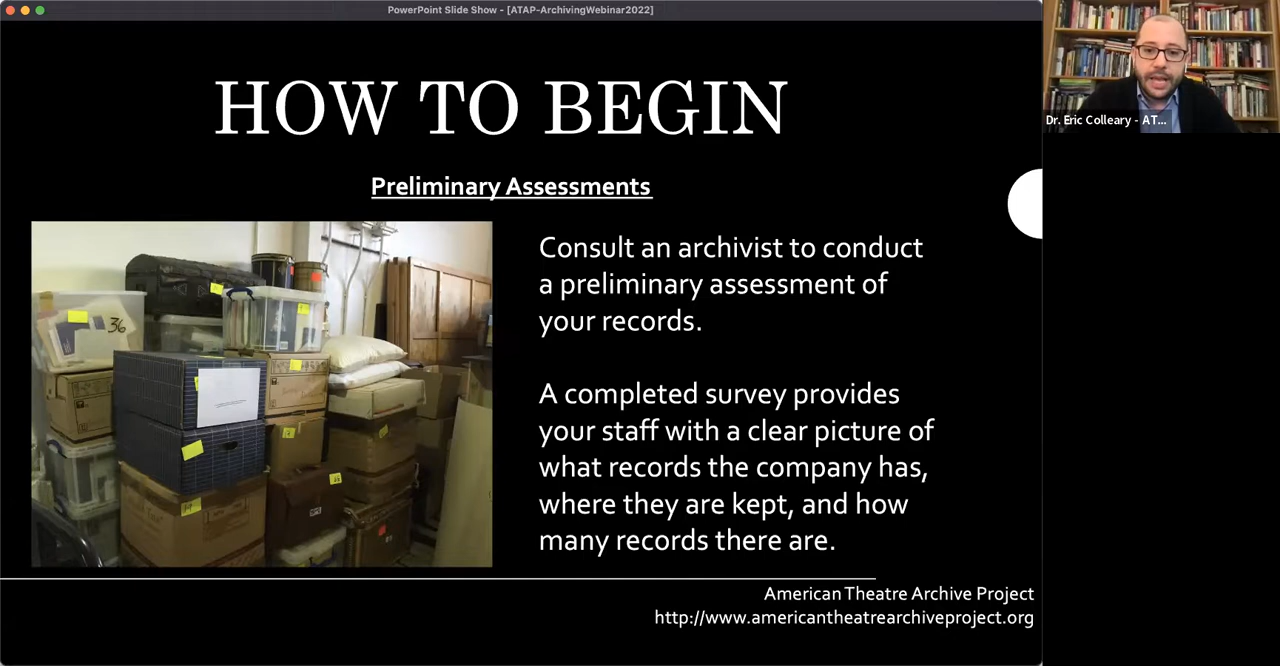 PowerPoint Slide Show - [ATAP-ArchivingWebinar2022]
HOW TO BEGIN
Preliminary Assessments
Consult an archivist to conduct
a preliminary assessment of
your records.
A completed survey provides
your staff with a clear picture of
what records the company has,
where they are kept, and how
many records there are.
36
American Theatre Archive Project
http://www.americantheatrearchiveproject.org
Dr. Eric Colleary - AT...